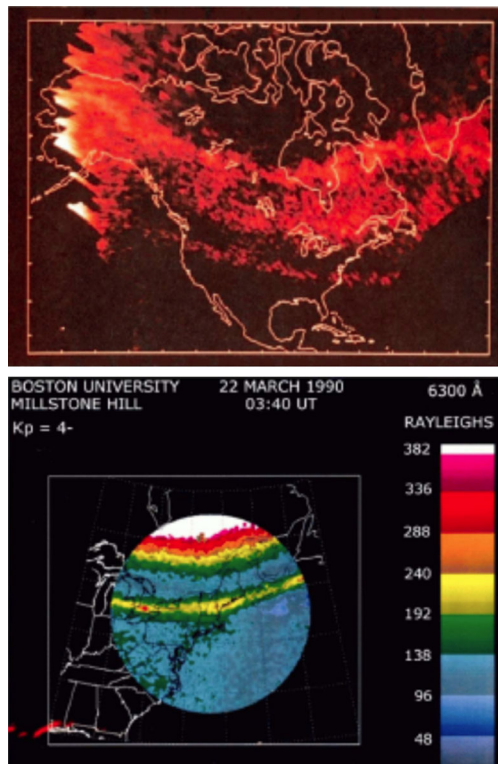 BOSTON UNIVERSITY 22 MARCH 1990 6300 Å
MILLSTONE HILL 03:40 UT
Kp = 4- RAYLEIGHS
382
336
288
240
192
138
96
48